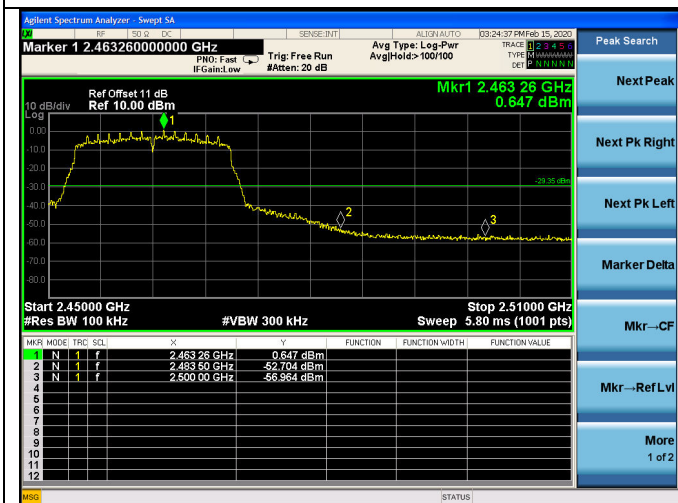 Agilent Spectrum Analyzer - Swept SA
LXI RF 50 Ω DC SENSE:INT ALIGN AUTO 03:24:37 PM Feb 15, 2020
Marker 1 2.463260000000 GHz
PNO: Fast Trig: Free Run Avg Type: Log-Pwr TRACE 1 2 3 4 5 6
IFGain:Low #Atten: 20 dB Avg|Hold:>100/100 TYPE M
DET P N N N N N
Peak Search
Next Peak
Next Pk Right
Next Pk Left
Marker Delta
Mkr→CF
Mkr→Ref Lvl
More
1 of 2
Mkr1 2.463 26 GHz
0.647 dBm
Ref Offset 11 dB
10 dB/div Ref 10.00 dBm
Log
0.00
-10.0
-20.0
-30.0
-40.0
-50.0
-60.0
-70.0
-80.0
1
2
3
-29.35 dBm
Start 2.45000 GHz Stop 2.51000 GHz
#Res BW 100 kHz #VBW 300 kHz Sweep 5.80 ms (1001 pts)
MKR MODE TRC SCL X Y FUNCTION FUNCTION WIDTH FUNCTION VALUE
1 N 1 f 2.463 26 GHz 0.647 dBm
2 N 1 f 2.483 50 GHz -52.704 dBm
3 N 1 f 2.500 00 GHz -56.964 dBm
4
5
6
7
8
9
10
11
12
MSG STATUS